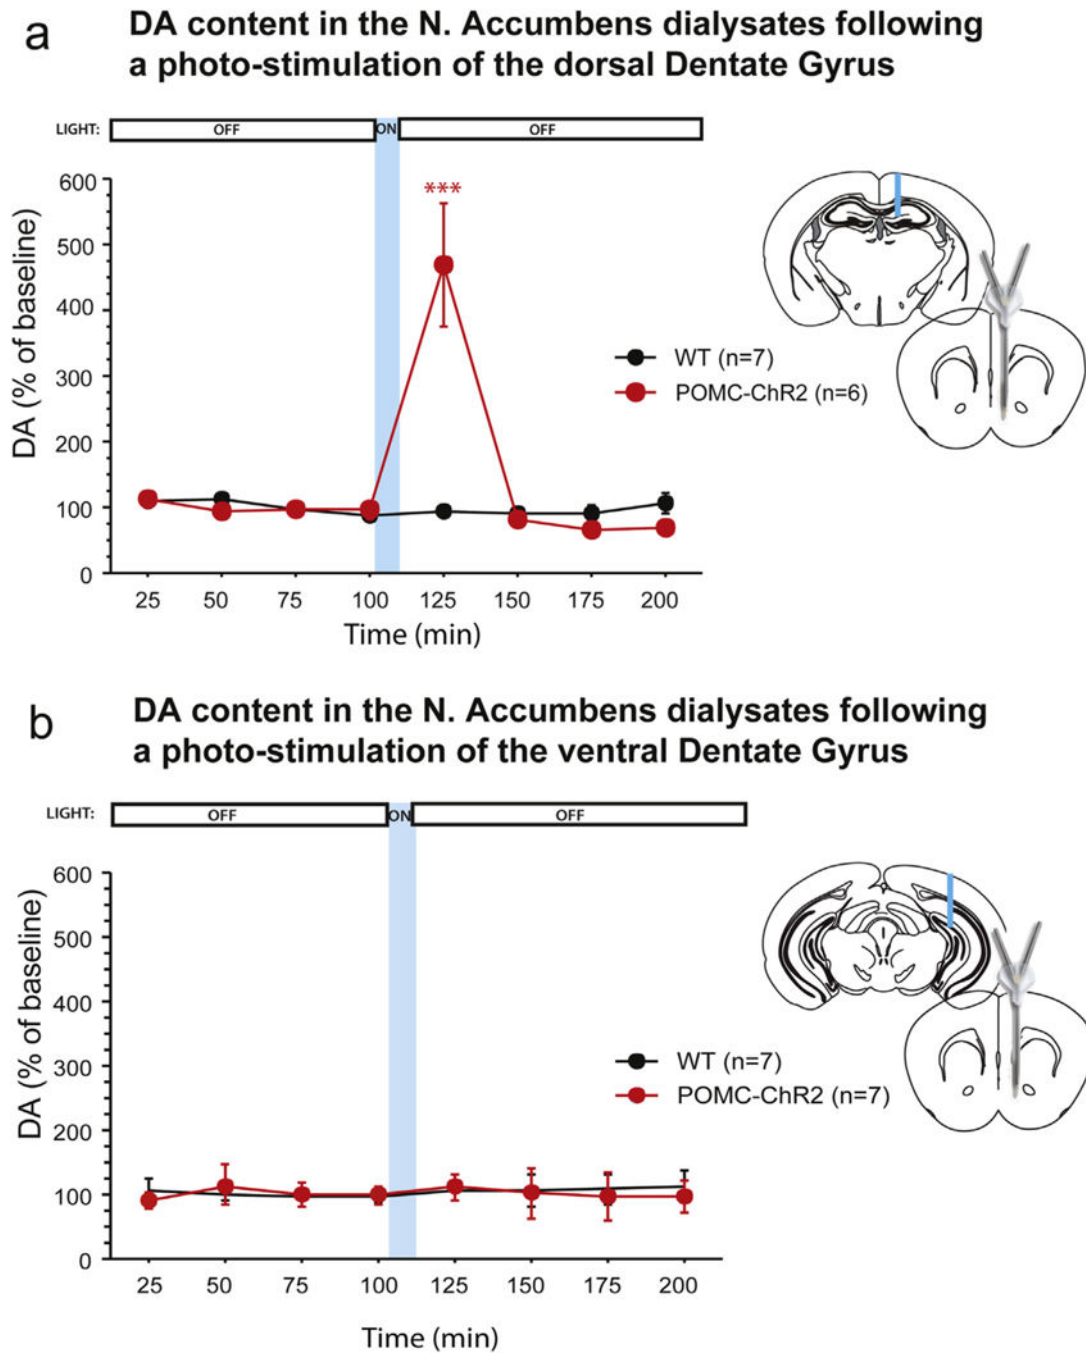 a
DA content in the N. Accumbens dialysates following
a photo-stimulation of the dorsal Dentate Gyrus
LIGHT: OFF ON OFF
600
500
400
300
200
100
0
DA (% of baseline)
***
WT (n=7)
POMC-ChR2 (n=6)
25 50 75 100 125 150 175 200
Time (min)
b
DA content in the N. Accumbens dialysates following
a photo-stimulation of the ventral Dentate Gyrus
LIGHT: OFF ON OFF
600
500
400
300
200
100
0
DA (% of baseline)
WT (n=7)
POMC-ChR2 (n=7)
25 50 75 100 125 150 175 200
Time (min)